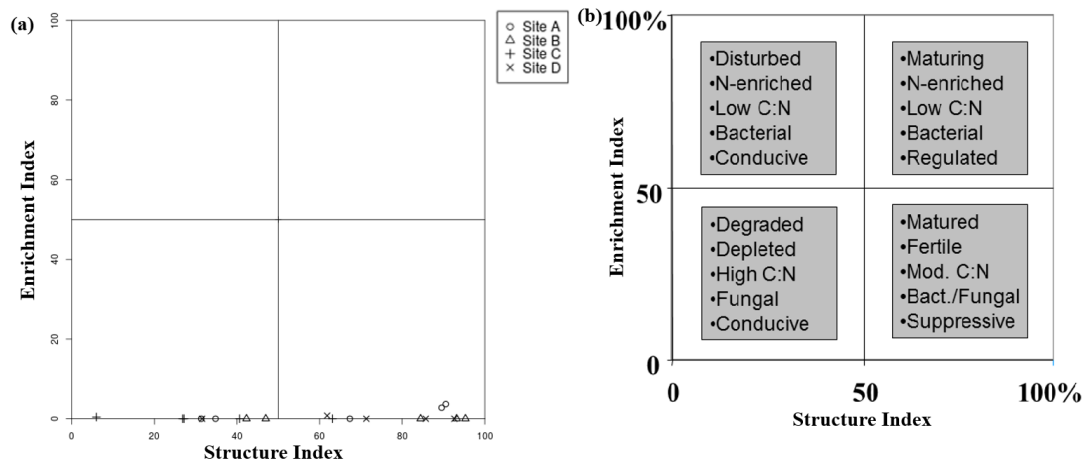 (a)
100
80
60
40
20
0
Enrichment Index
0 20 40 60 80 100
Structure Index
Site A
Site B
Site C
Site D
(b)
100%
50
0
Enrichment Index
•Disturbed
•N-enriched
•Low C:N
•Bacterial
•Conducive
•Maturing
•N-enriched
•Low C:N
•Bacterial
•Regulated
•Degraded
•Depleted
•High C:N
•Fungal
•Conducive
•Matured
•Fertile
•Mod. C:N
•Bact./Fungal
•Suppressive
0 50 100%
Structure Index